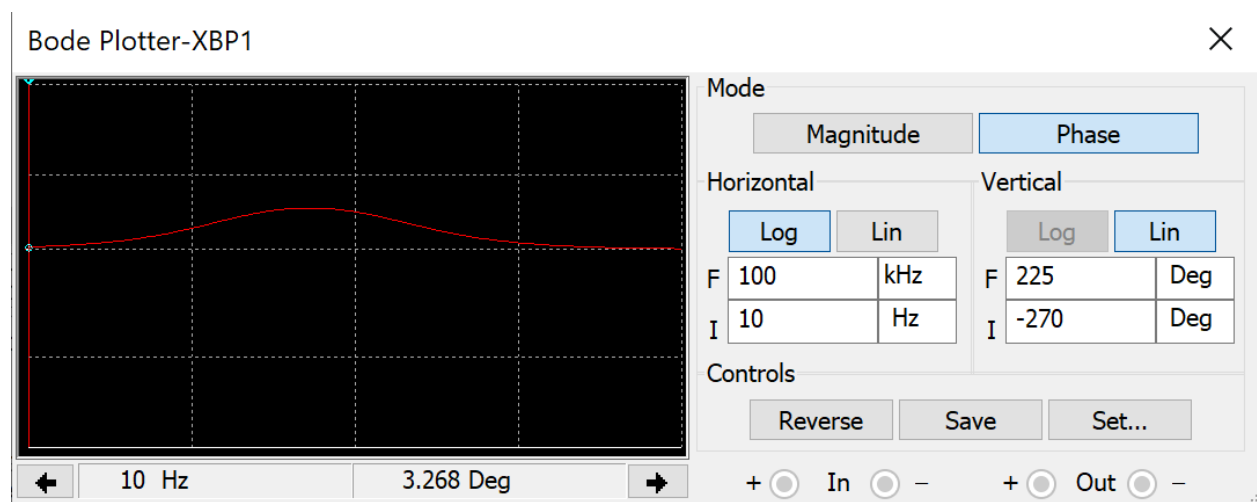 Bode Plotter-XBP1
Mode
Magnitude Phase
Horizontal Vertical
Log Lin Log Lin
F 100 kHz F 225 Deg
I 10 Hz I -270 Deg
Controls
Reverse Save Set...
10 Hz 3.268 Deg + In − + Out −